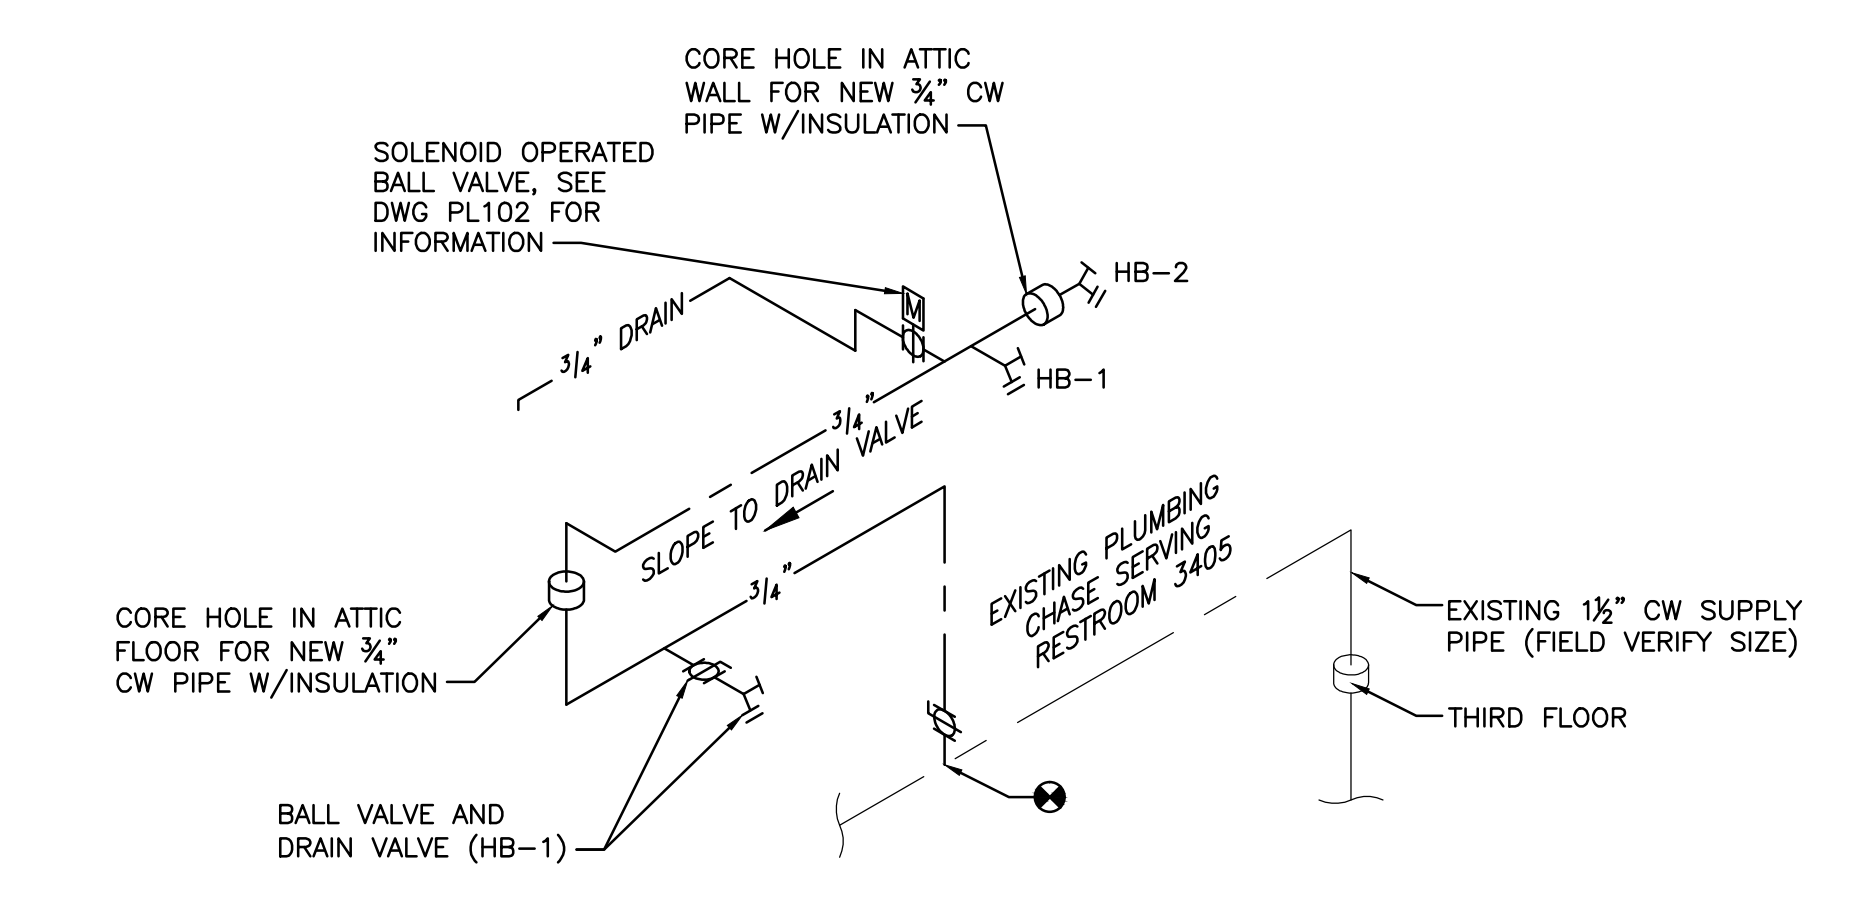 CORE HOLE IN ATTIC
WALL FOR NEW ¾" CW
PIPE W/INSULATION
SOLENOID OPERATED
BALL VALVE, SEE
DWG PL102 FOR
INFORMATION
M
HB-2
HB-1
3/4" DRAIN
3/4"
SLOPE TO DRAIN VALVE
3/4"
EXISTING PLUMBING
CHASE SERVING
RESTROOM 3405
EXISTING 1½" CW SUPPLY
PIPE (FIELD VERIFY SIZE)
THIRD FLOOR
CORE HOLE IN ATTIC
FLOOR FOR NEW ¾"
CW PIPE W/INSULATION
BALL VALVE AND
DRAIN VALVE (HB-1)